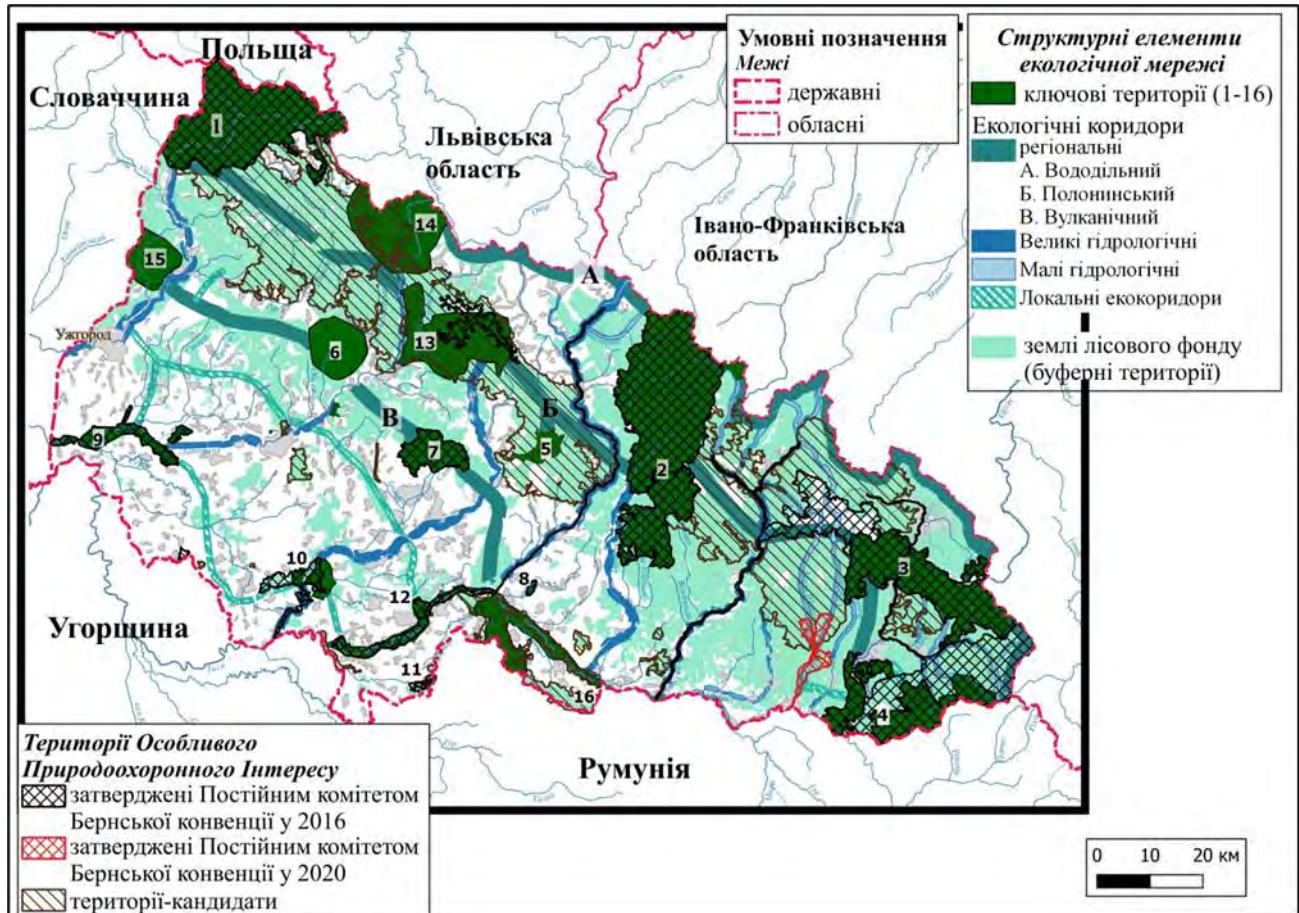 Польща
Словаччина
Львівська
область
Івано-Франківська
область
Ужгород
Угорщина
Румунія
1
14
15
А
6
13
Б
В
5
9
7
2
10
8
12
3
11
16
4
Умовні позначення
Межі
державні
обласні
Структурні елементи
екологічної мережі
ключові території (1-16)
Екологічні коридори
регіональні
А. Вододільний
Б. Полонинський
В. Вулканічний
Великі гідрологічні
Малі гідрологічні
Локальні екокоридори
землі лісового фонду
(буферні території)
Території Особливого
Природоохоронного Інтересу
затверджені Постійним комітетом
Бернської конвенції у 2016
затверджені Постійним комітетом
Бернської конвенції у 2020
території-кандидати
0 10 20 км